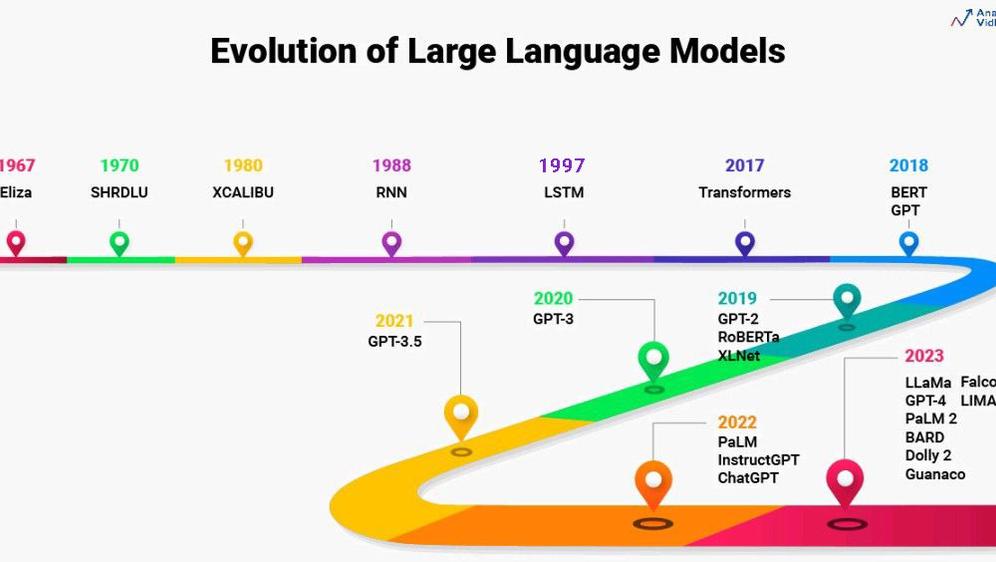 Ana
Vidh
Evolution of Large Language Models
1967
Eliza
1970
SHRDLU
1980
XCALIBU
1988
RNN
1997
LSTM
2017
Transformers
2018
BERT
GPT
2021
GPT-3.5
2020
GPT-3
2019
GPT-2
RoBERTa
XLNet
2022
PaLM
InstructGPT
ChatGPT
2023
LLaMa Falco
GPT-4 LIMA
PaLM 2
BARD
Dolly 2
Guanaco